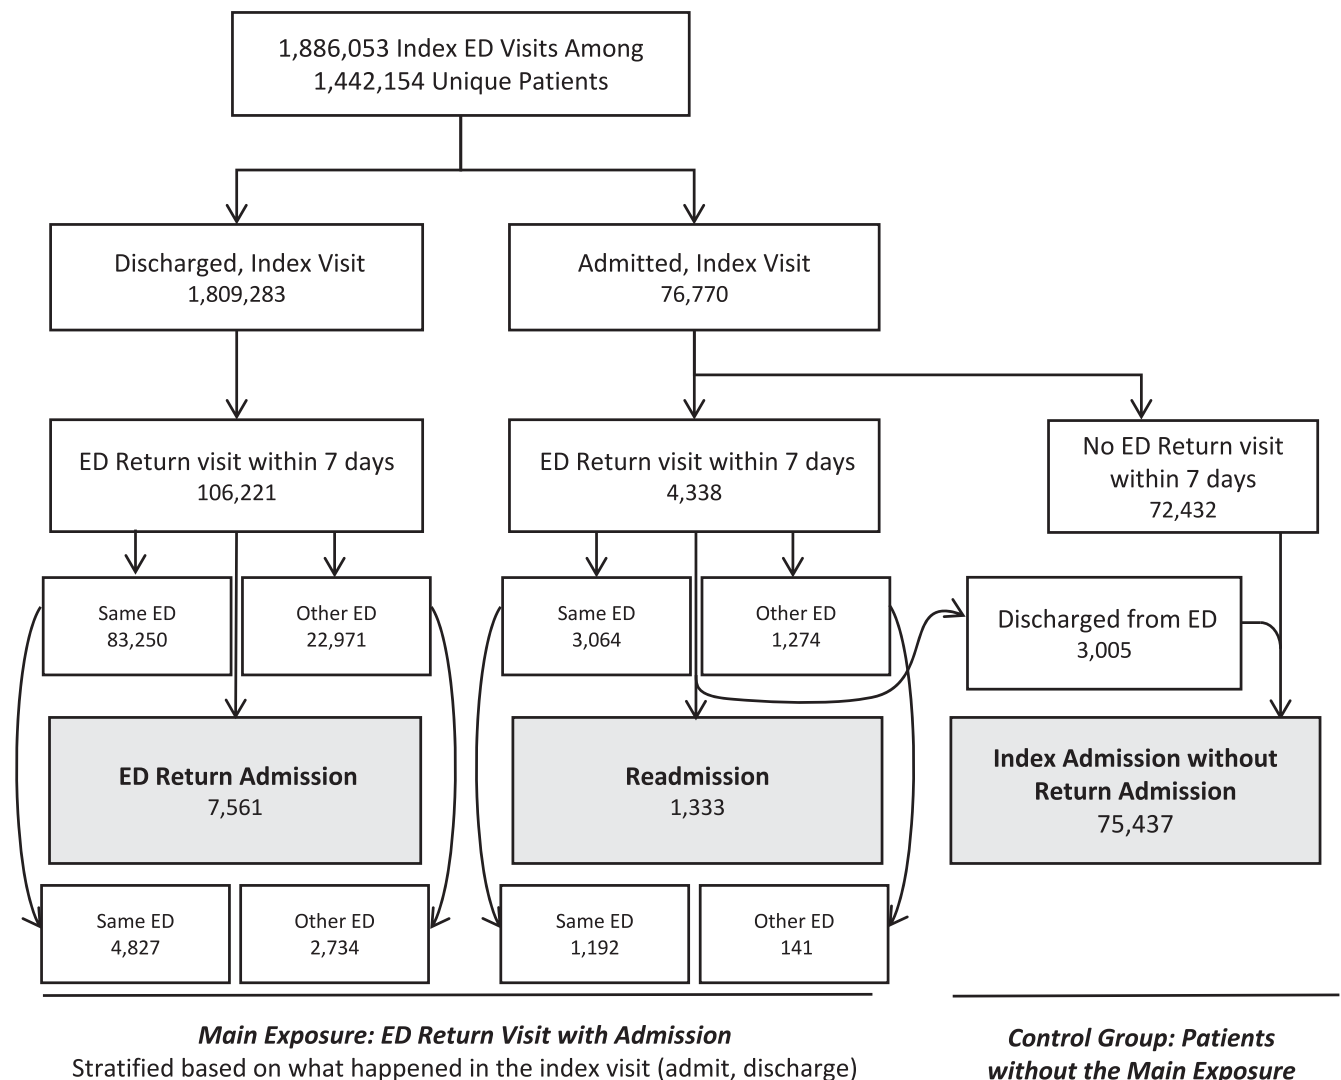 1,886,053 Index ED Visits Among
1,442,154 Unique Patients
Discharged, Index Visit
1,809,283
Admitted, Index Visit
76,770
ED Return visit within 7 days
106,221
ED Return visit within 7 days
4,338
No ED Return visit
within 7 days
72,432
Same ED
83,250
Other ED
22,971
Same ED
3,064
Other ED
1,274
Discharged from ED
3,005
ED Return Admission
7,561
Readmission
1,333
Index Admission without
Return Admission
75,437
Same ED
4,827
Other ED
2,734
Same ED
1,192
Other ED
141
Main Exposure: ED Return Visit with Admission
Stratified based on what happened in the index visit (admit, discharge)
Control Group: Patients
without the Main Exposure